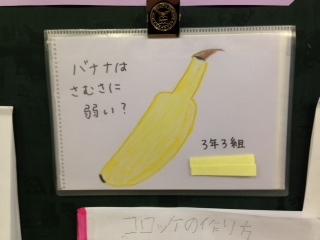 バナナは
さむさに
弱い？
3年3組
コロッケの作り方